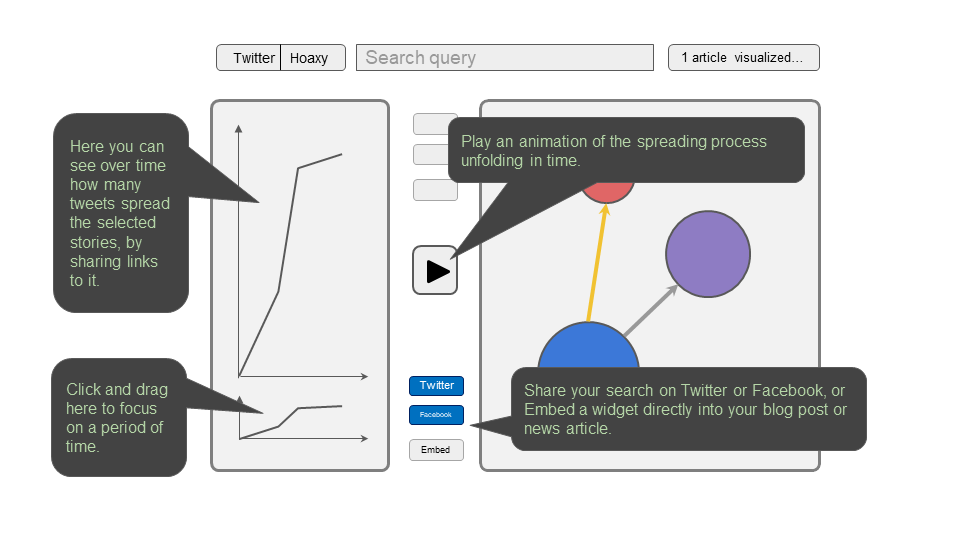 Twitter Hoaxy
Search query
1 article visualized...
Here you can
see over time
how many
tweets spread
the selected
stories, by
sharing links
to it.
Play an animation of the spreading process
unfolding in time.
Click and drag
here to focus
on a period of
time.
Twitter
Facebook
Embed
Share your search on Twitter or Facebook, or
Embed a widget directly into your blog post or
news article.